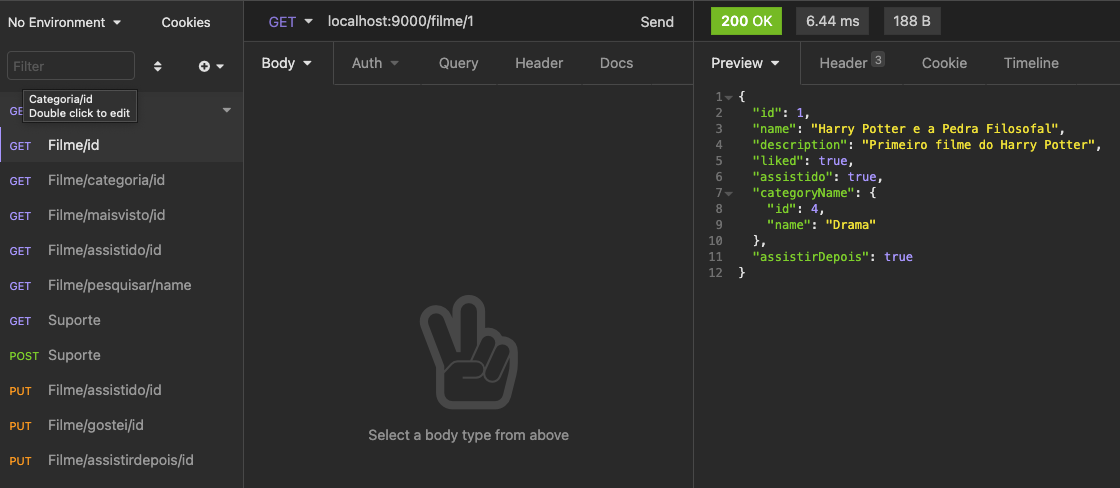 No Environment
Cookies
Filter
GE
Categoria/id
Double click to edit
GET Filme/id
GET Filme/categoria/id
GET Filme/maisvisto/id
GET Filme/assistido/id
GET Filme/pesquisar/name
GET Suporte
POST Suporte
PUT Filme/assistido/id
PUT Filme/gostei/id
PUT Filme/assistirdepois/id
GET localhost:9000/filme/1 Send
Body Auth Query Header Docs
Select a body type from above
200 OK 6.44 ms 188 B
Preview Header 3 Cookie Timeline
1 {
2 "id": 1,
3 "name": "Harry Potter e a Pedra Filosofal",
4 "description": "Primeiro filme do Harry Potter",
5 "liked": true,
6 "assistido": true,
7 "categoryName": {
8 "id": 4,
9 "name": "Drama"
10 },
11 "assistirDepois": true
12 }